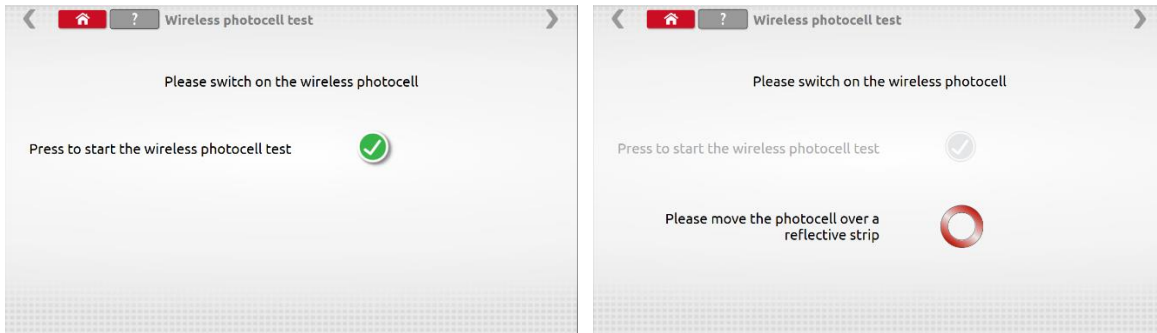 ? Wireless photocell test
Please switch on the wireless photocell
Press to start the wireless photocell test
? Wireless photocell test
Please switch on the wireless photocell
Press to start the wireless photocell test
Please move the photocell over a
reflective strip